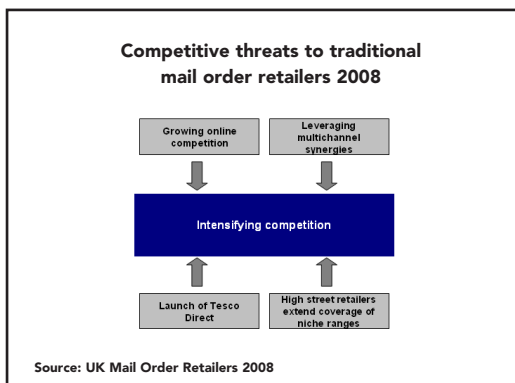 Competitive threats to traditional
mail order retailers 2008
Growing online
competition
Leveraging
multichannel
synergies
Intensifying competition
Launch of Tesco
Direct
High street retailers
extend coverage of
niche ranges
Source: UK Mail Order Retailers 2008